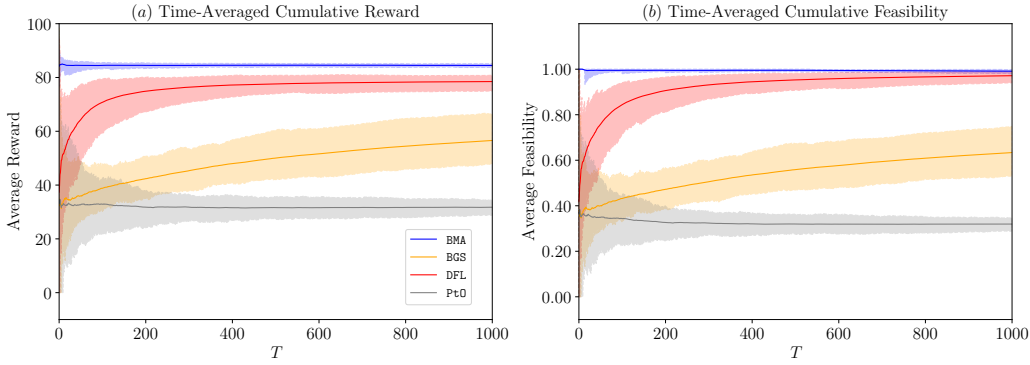 (a) Time-Averaged Cumulative Reward
100
80
60
40
20
0
Average Reward
0
200
400
600
800
1000
T
BMA
BGS
DFL
PtO
(b) Time-Averaged Cumulative Feasibility
1.00
0.80
0.60
0.40
0.20
0.00
Average Feasibility
0
200
400
600
800
1000
T